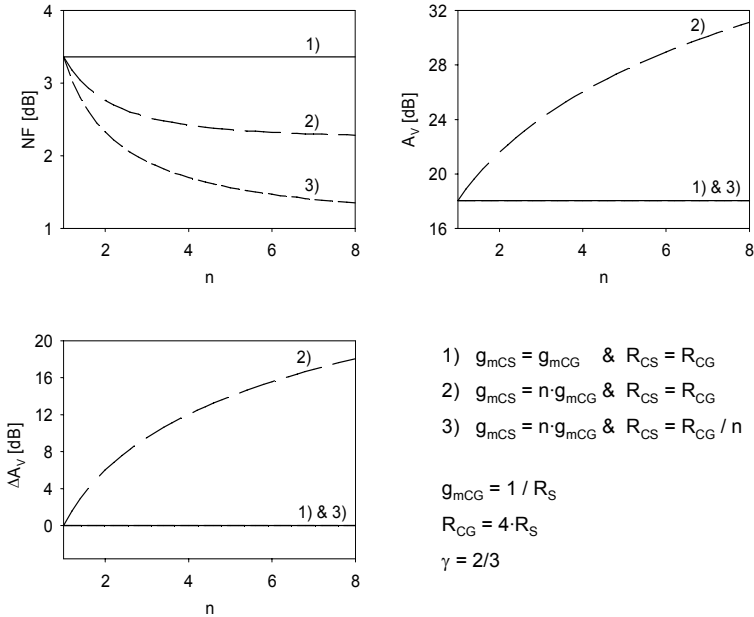 NF [dB]
4
3
2
1
1)
2)
3)
2 4 6 8
n
A_V [dB]
32
28
24
20
16
2)
1) & 3)
2 4 6 8
n
ΔA_V [dB]
20
16
12
8
4
0
2)
1) & 3)
2 4 6 8
n
1) g_mCS = g_mCG & R_CS = R_CG
2) g_mCS = n·g_mCG & R_CS = R_CG
3) g_mCS = n·g_mCG & R_CS = R_CG / n
g_mCG = 1 / R_S
R_CG = 4·R_S
γ = 2/3